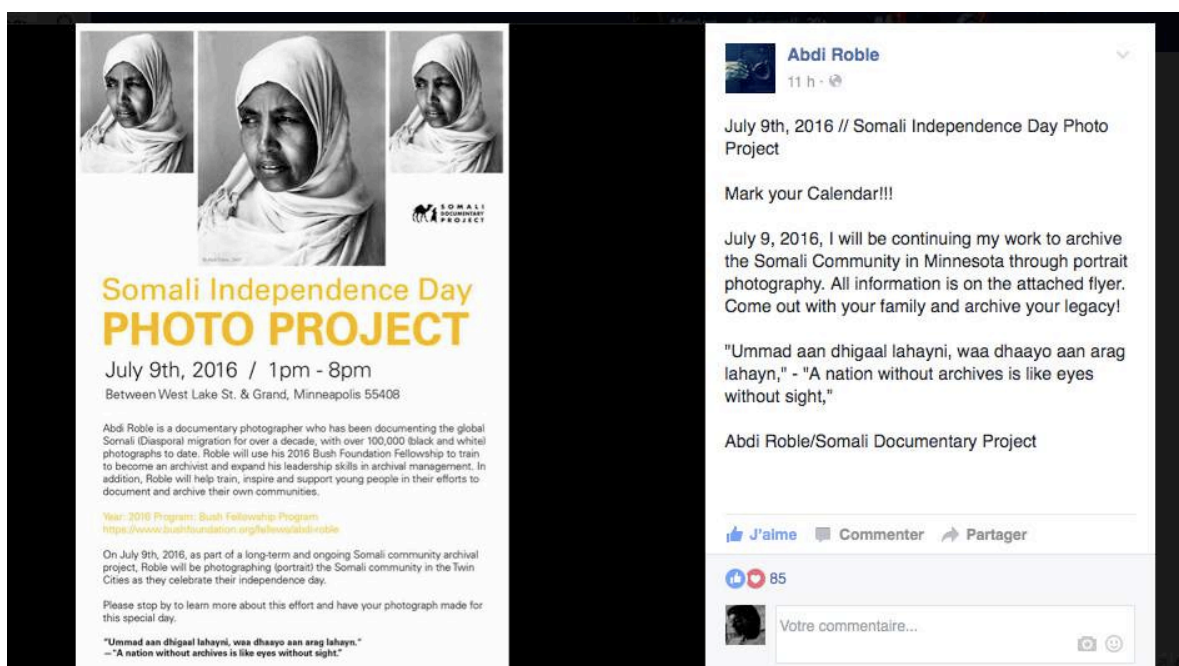 SOMALI
DOCUMENTARY
PROJECT
Somali Independence Day
PHOTO PROJECT
July 9th, 2016 / 1pm - 8pm
Between West Lake St. & Grand, Minneapolis 55408
Abdi Roble is a documentary photographer who has been documenting the global
Somali (Diaspora) migration for over a decade, with over 100,000 (black and white)
photographs to date. Roble will use his 2016 Bush Foundation Fellowship to train
to become an archivist and expand his leadership skills in archival management. In
addition, Roble will help train, inspire and support young people in their efforts to
document and archive their own communities.
Year: 2016 Program: Bush Fellowship Program
https://www.bushfoundation.org/fellows/abdi-roble
On July 9th, 2016, as part of a long-term and ongoing Somali community archival
project, Roble will be photographing (portrait) the Somali community in the Twin
Cities as they celebrate their independence day.
Please stop by to learn more about this effort and have your photograph made for
this special day.
"Ummad aan dhigaal lahayni, waa dhaayo aan arag lahayn."
—"A nation without archives is like eyes without sight."
Abdi Roble
11 h ·
July 9th, 2016 // Somali Independence Day Photo
Project
Mark your Calendar!!!
July 9, 2016, I will be continuing my work to archive
the Somali Community in Minnesota through portrait
photography. All information is on the attached flyer.
Come out with your family and archive your legacy!
"Ummad aan dhigaal lahayni, waa dhaayo aan arag
lahayn," - "A nation without archives is like eyes
without sight,"
Abdi Roble/Somali Documentary Project
J'aime Commenter Partager
85
Votre commentaire...